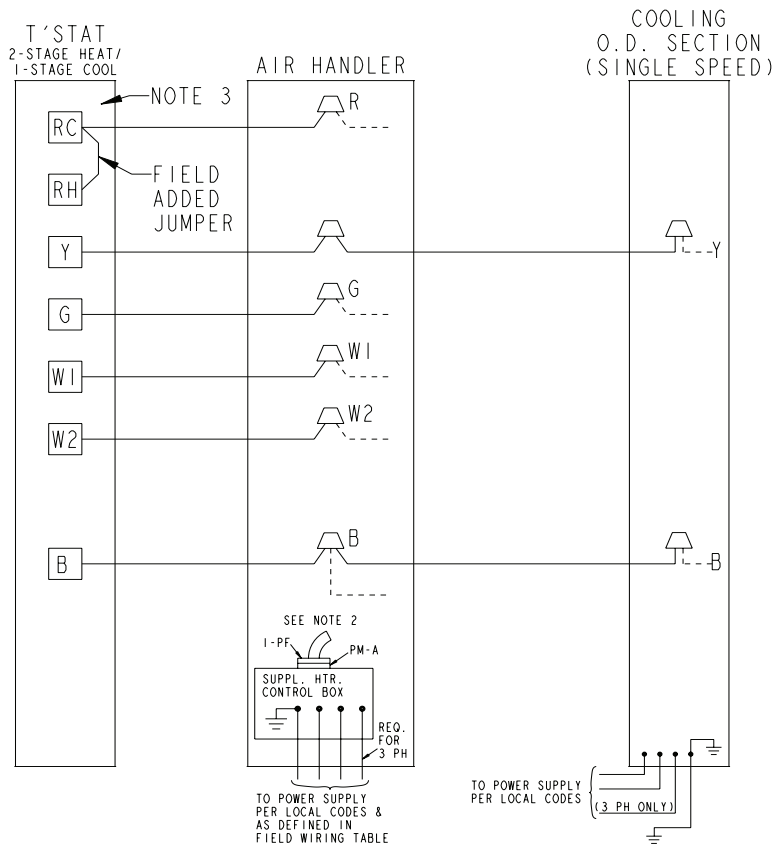 T'STAT
2-STAGE HEAT/
1-STAGE COOL
AIR HANDLER
COOLING
O.D. SECTION
(SINGLE SPEED)
NOTE 3
R
RC
FIELD
ADDED
JUMPER
RH
Y
Y
G
G
W1
W1
W2
W2
B
B
B
SEE NOTE 2
1-PF
PM-A
SUPPL. HTR.
CONTROL BOX
REQ.
FOR
3 PH
TO POWER SUPPLY
PER LOCAL CODES &
AS DEFINED IN
FIELD WIRING TABLE
TO POWER SUPPLY
PER LOCAL CODES
(3 PH ONLY)